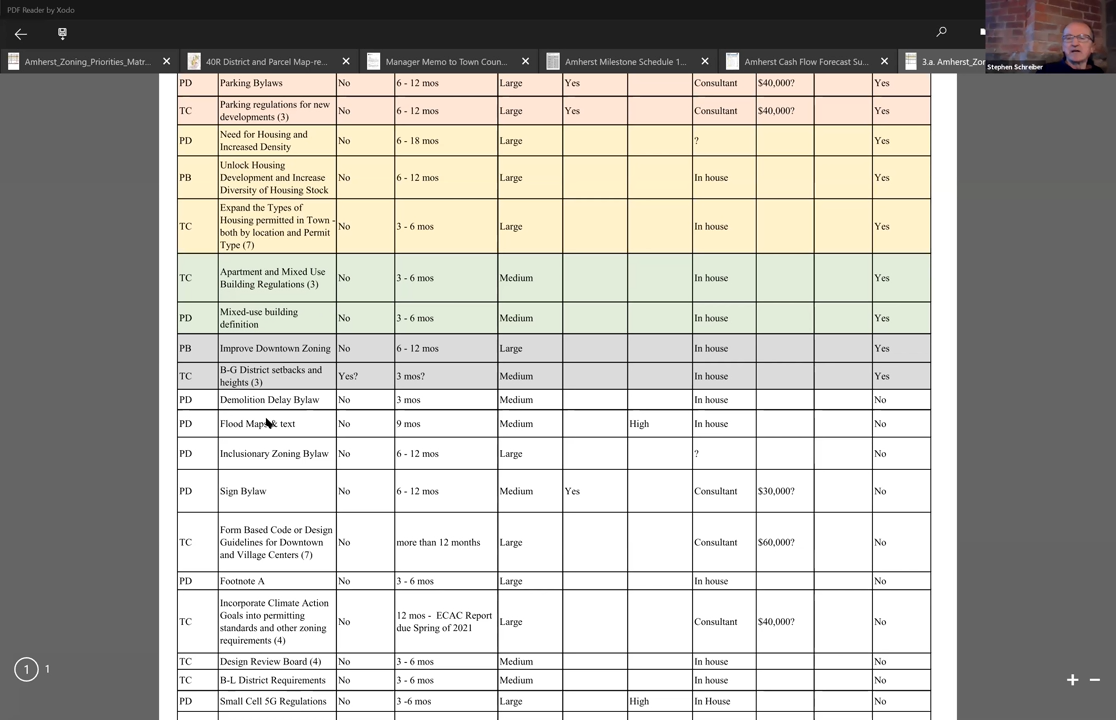 PDF Reader by Xodo
Amherst_Zoning_Priorities_Matr...
40R District and Parcel Map-re...
Manager Memo to Town Coun...
Amherst Milestone Schedule 1...
Amherst Cash Flow Forecast Su...
3.a. Amherst_Zor
Stephen Schreiber
PD Parking Bylaws No 6 - 12 mos Large Yes Consultant $40,000? Yes
TC Parking regulations for new developments (3) No 6 - 12 mos Large Yes Consultant $40,000? Yes
PD Need for Housing and Increased Density No 6 - 18 mos Large ? Yes
PB Unlock Housing Development and Increase Diversity of Housing Stock No 6 - 12 mos Large In house Yes
TC Expand the Types of Housing permitted in Town - both by location and Permit Type (7) No 3 - 6 mos Large In house Yes
TC Apartment and Mixed Use Building Regulations (3) No 3 - 6 mos Medium In house Yes
PD Mixed-use building definition No 3 - 6 mos Medium In house Yes
PB Improve Downtown Zoning No 6 - 12 mos Large In house Yes
TC B-G District setbacks and heights (3) Yes? 3 mos? Medium In house Yes
PD Demolition Delay Bylaw No 3 mos Medium In house No
PD Flood Maps & text No 9 mos Medium High In house No
PD Inclusionary Zoning Bylaw No 6 - 12 mos Large ? No
PD Sign Bylaw No 6 - 12 mos Medium Yes Consultant $30,000? No
TC Form Based Code or Design Guidelines for Downtown and Village Centers (7) No more than 12 months Large Consultant $60,000? No
PD Footnote A No 3 - 6 mos Large In house No
TC Incorporate Climate Action Goals into permitting standards and other zoning requirements (4) No 12 mos - ECAC Report due Spring of 2021 Large Consultant $40,000? No
TC Design Review Board (4) No 3 - 6 mos Medium In house No
TC B-L District Requirements No 3 - 6 mos Medium In house No
PD Small Cell 5G Regulations No 3 -6 mos Large High In House No
1 1